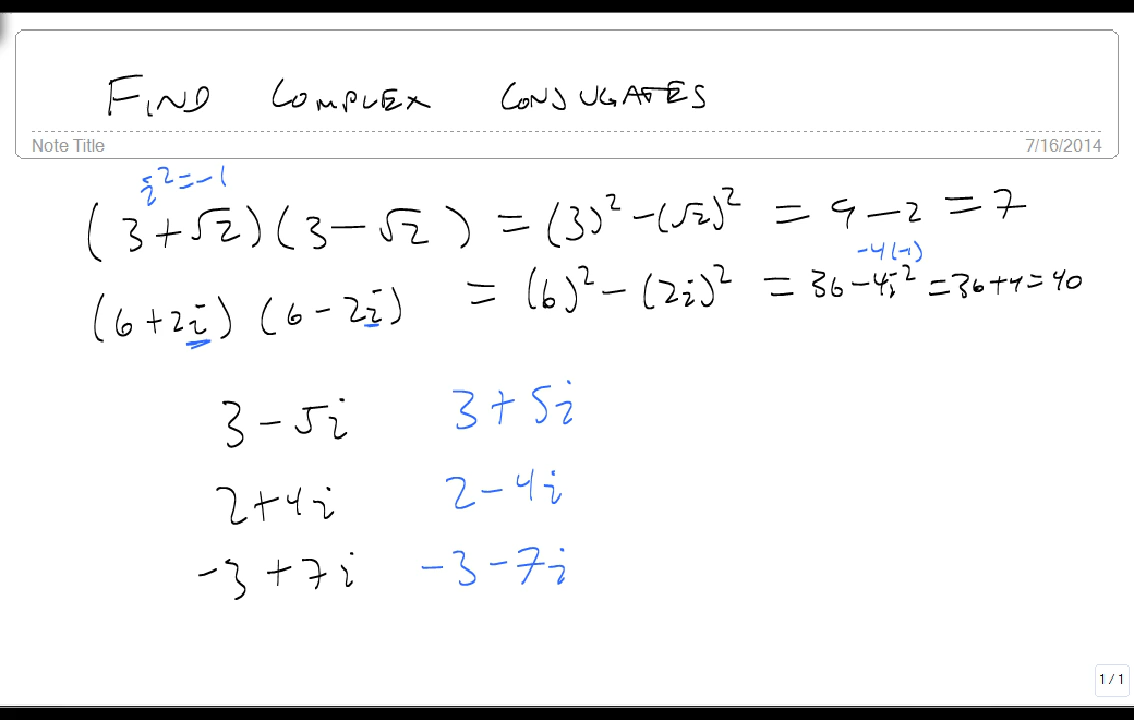 FIND COMPLEX CONJUGATES
Note Title 7/16/2014
i² = -1
(3 + √2)(3 - √2) = (3)² - (√2)² = 9 - 2 = 7
-4(-1)
(6 + 2i)(6 - 2i) = (6)² - (2i)² = 36 - 4i² = 36 + 4 = 40
3 - 5i 3 + 5i
2 + 4i 2 - 4i
-3 + 7i -3 - 7i
1 / 1